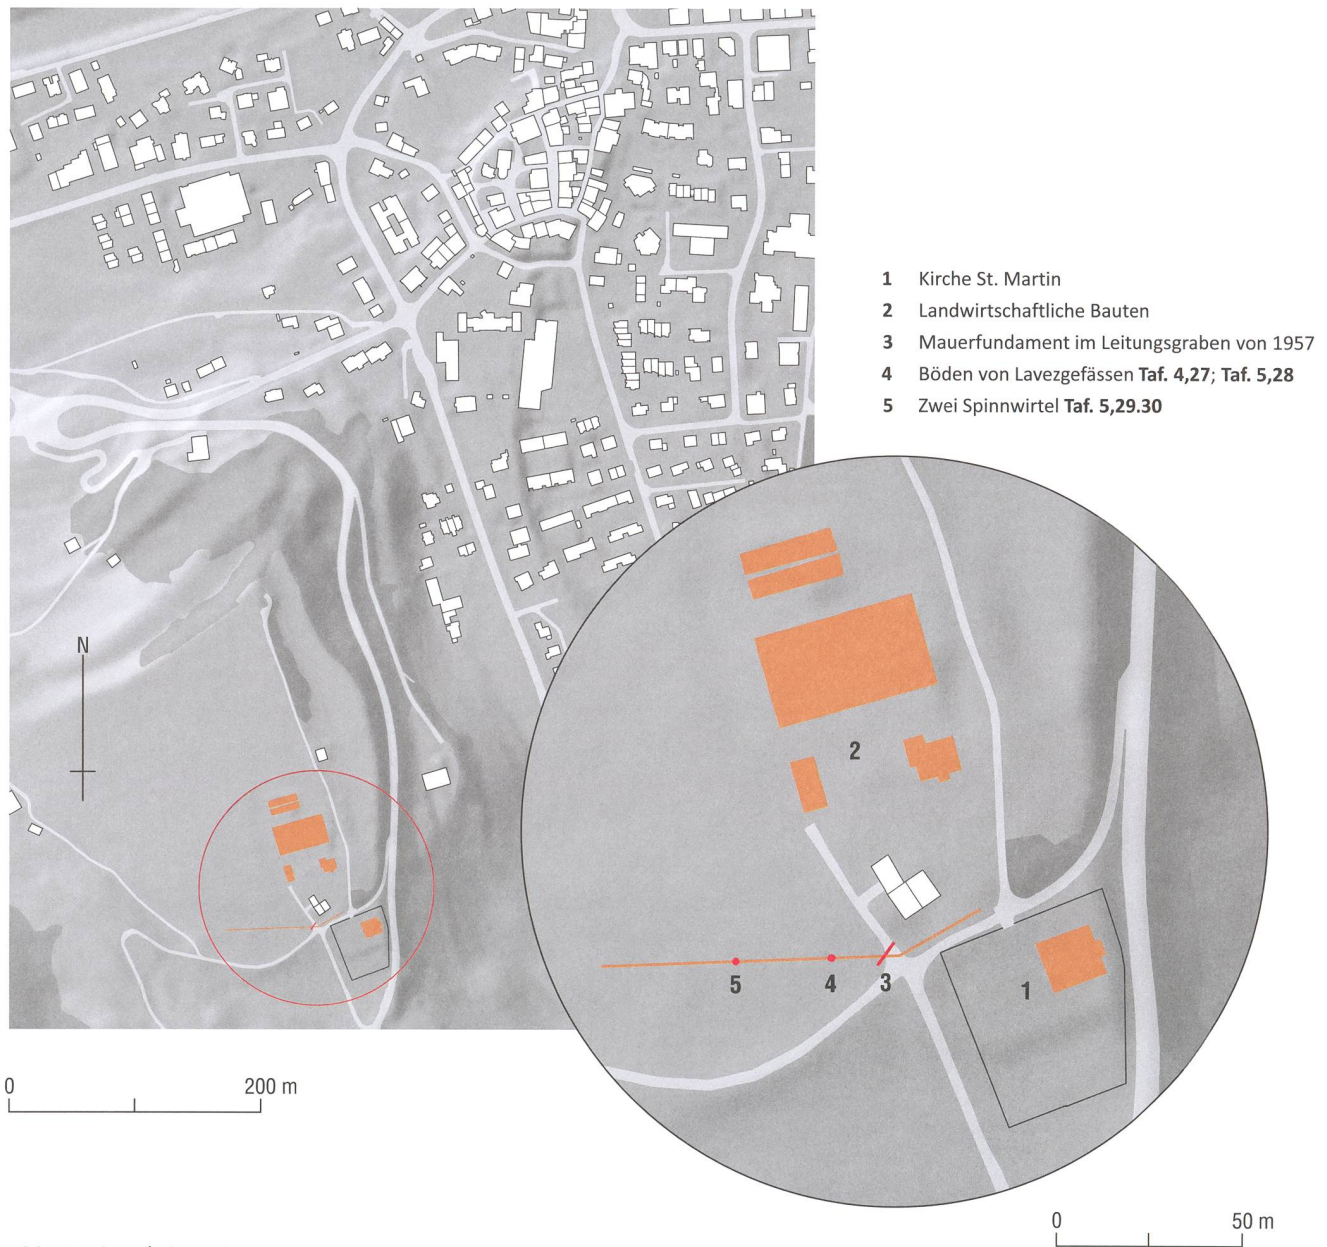 1 Kirche St. Martin
2 Landwirtschaftliche Bauten
3 Mauerfundament im Leitungsgraben von 1957
4 Böden von Lavezgefässen Taf. 4,27; Taf. 5,28
5 Zwei Spinnwirtel Taf. 5,29.30
N
2
5 4 3
1
0 200 m
0 50 m